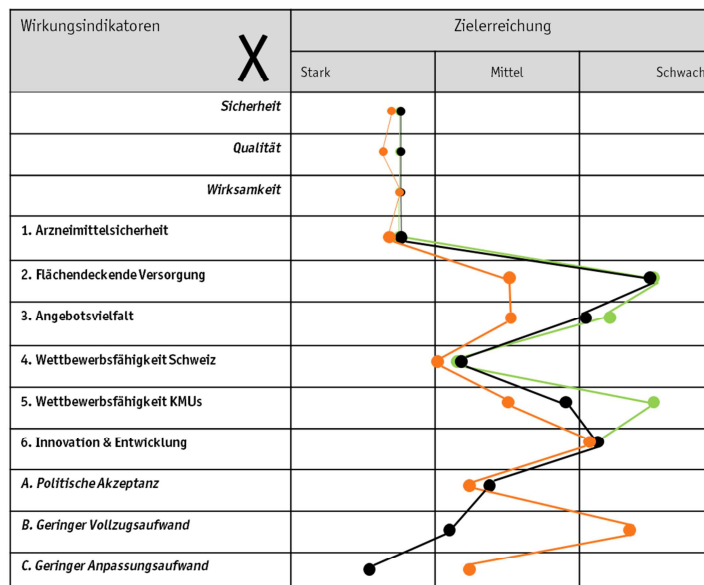 Wirkungsindikatoren
X
Zielerreichung
Stark
Mittel
Schwach
Sicherheit
Qualität
Wirksamkeit
1. Arzneimittelsicherheit
2. Flächendeckende Versorgung
3. Angebotsvielfalt
4. Wettbewerbsfähigkeit Schweiz
5. Wettbewerbsfähigkeit KMUs
6. Innovation & Entwicklung
A. Politische Akzeptanz
B. Geringer Vollzugsaufwand
C. Geringer Anpassungsaufwand